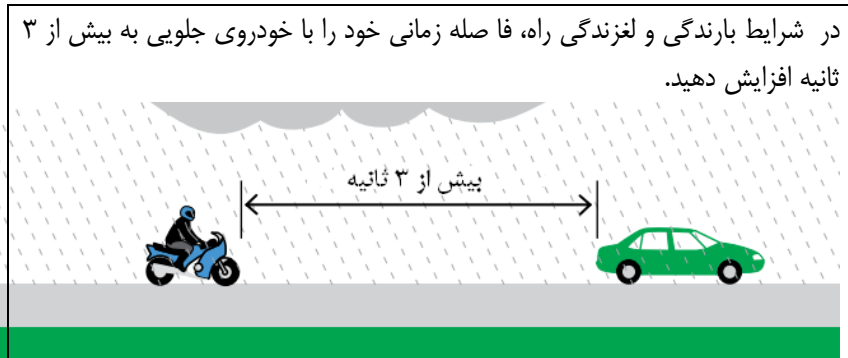 در شرایط بارندگی و لغزندگی راه، فا صله زمانی خود را با خودروی جلویی به بیش از ۳
ثانیه افزایش دهید.
بیش از ۳ ثانیه